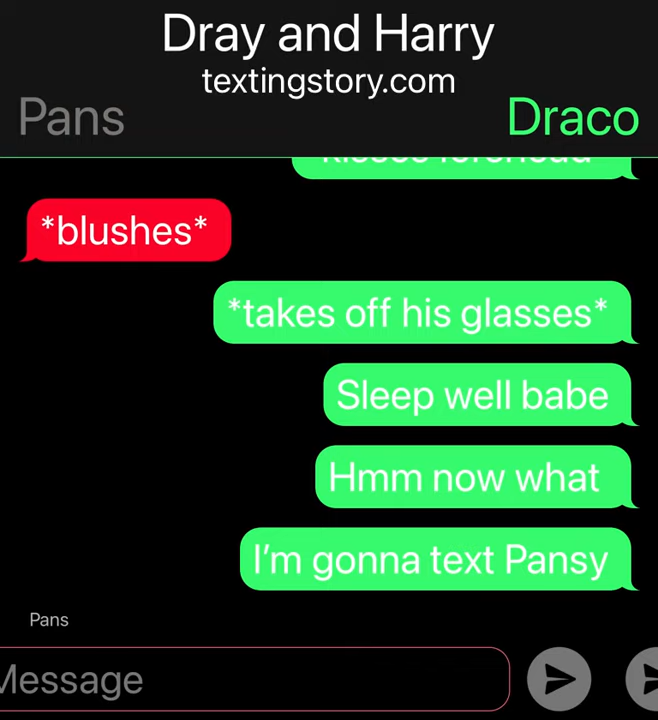 Dray and Harry
textingstory.com
Pans
Draco
*blushes*
*takes off his glasses*
Sleep well babe
Hmm now what
I'm gonna text Pansy
Pans
Message